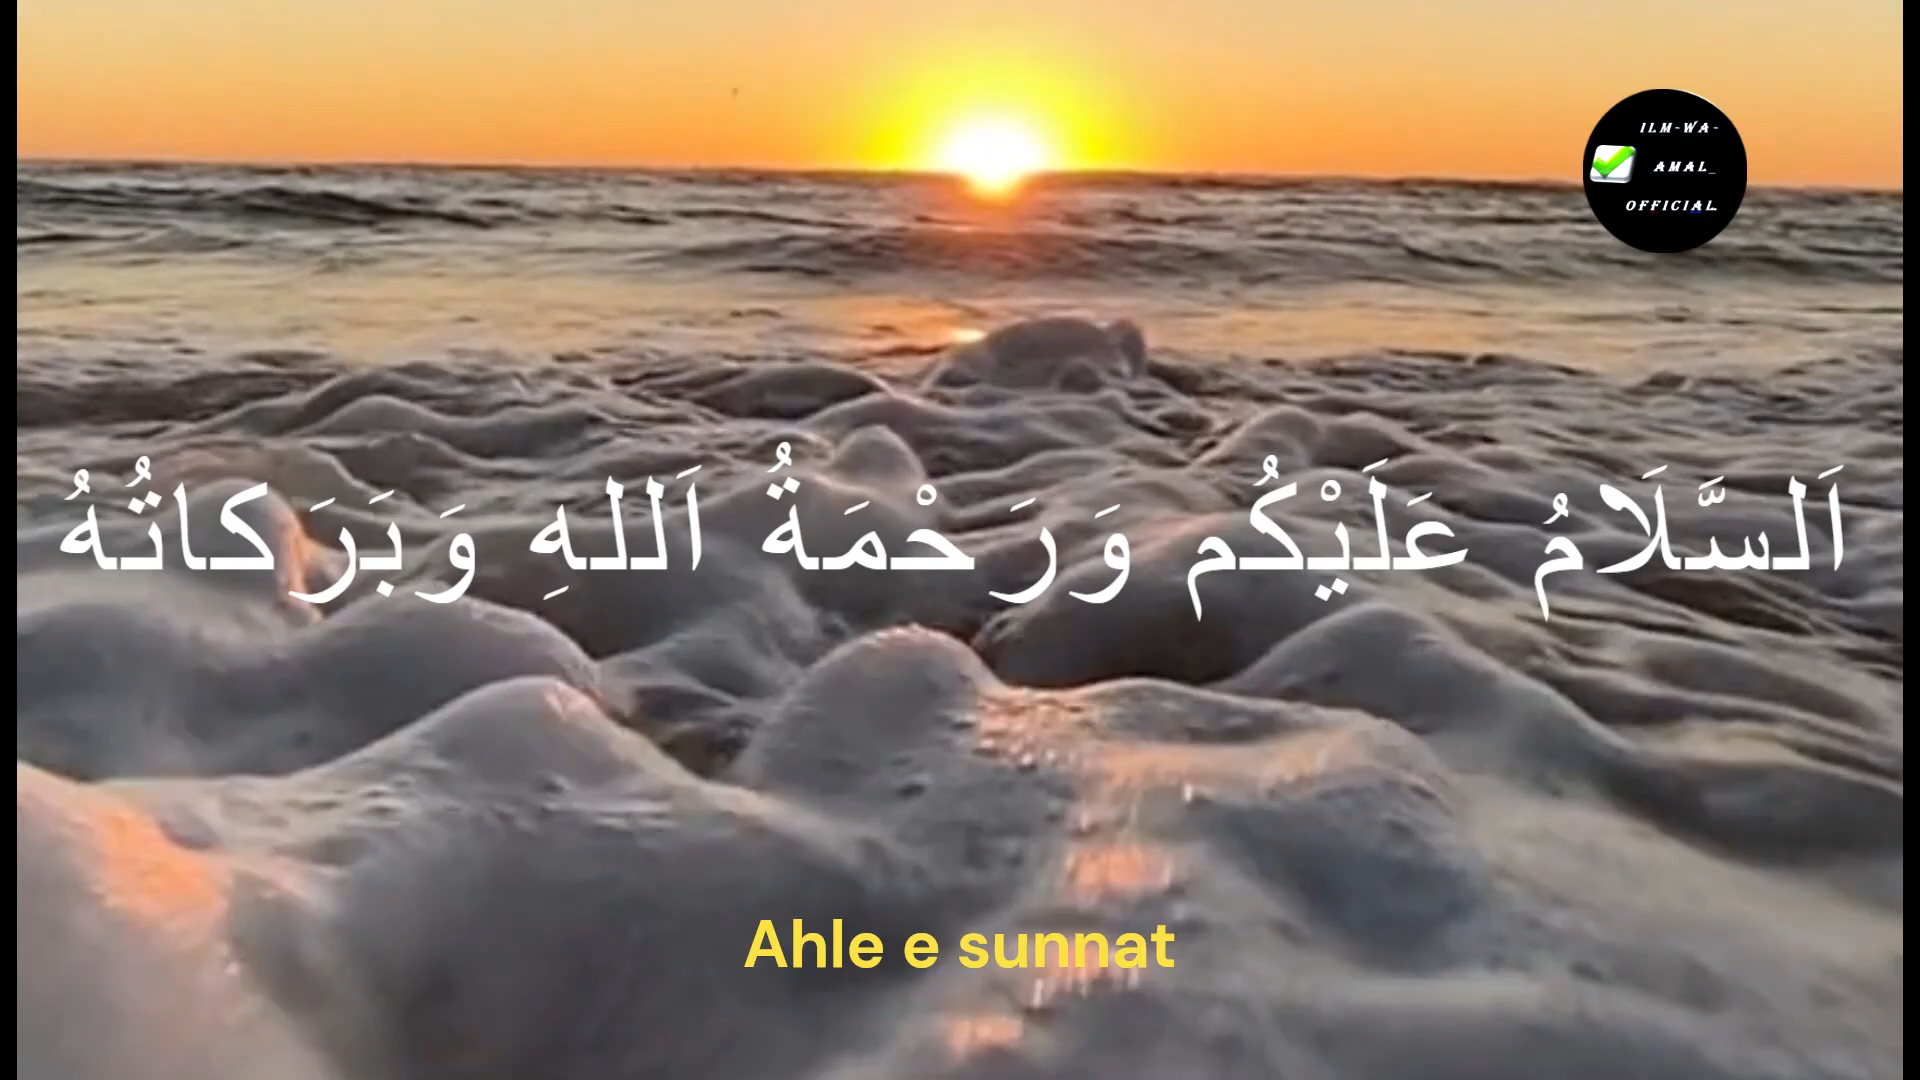 ILM-WA-
AMAL_
OFFICIAL
اَلسَّلَامُ عَلَيْكُم وَرَحْمَةُ اَللهِ وَبَرَكاتُهُ
Ahle e sunnat